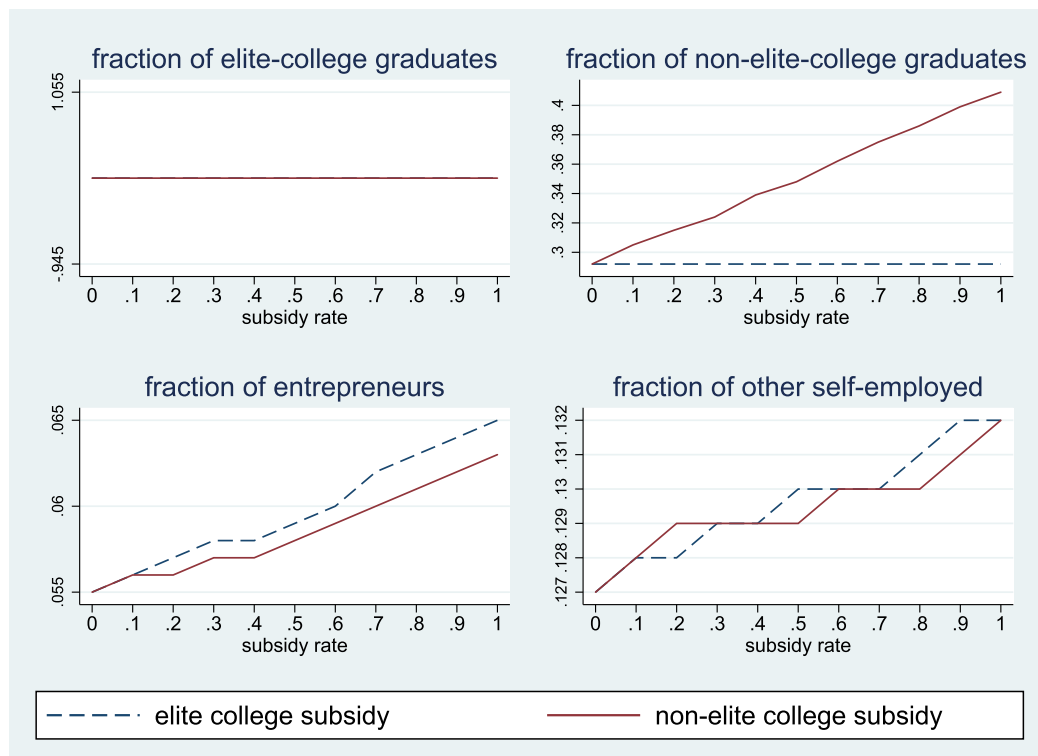 fraction of elite-college graduates
1.055
-.945
0 .1 .2 .3 .4 .5 .6 .7 .8 .9 1
subsidy rate
fraction of non-elite-college graduates
.4
.38
.36
.34
.32
.3
0 .1 .2 .3 .4 .5 .6 .7 .8 .9 1
subsidy rate
fraction of entrepreneurs
.065
.06
.055
0 .1 .2 .3 .4 .5 .6 .7 .8 .9 1
subsidy rate
fraction of other self-employed
.132
.131
.13
.129
.128
.127
0 .1 .2 .3 .4 .5 .6 .7 .8 .9 1
subsidy rate
elite college subsidy
non-elite college subsidy